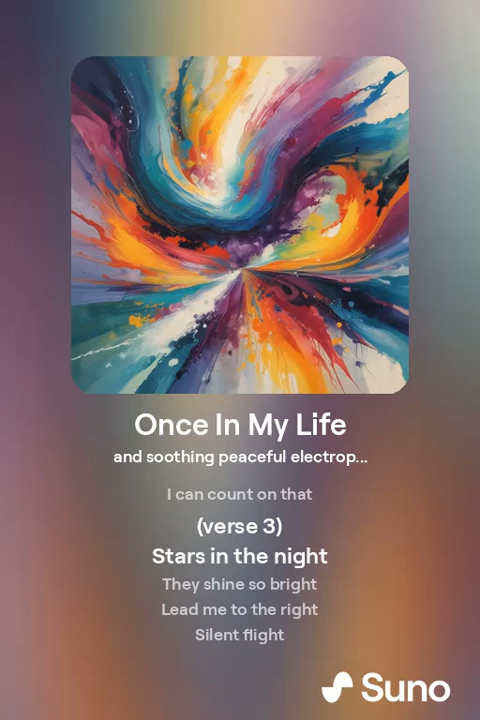 Once In My Life
and soothing peaceful electrop...
I can count on that
(verse 3)
Stars in the night
They shine so bright
Lead me to the right
Silent flight
Suno